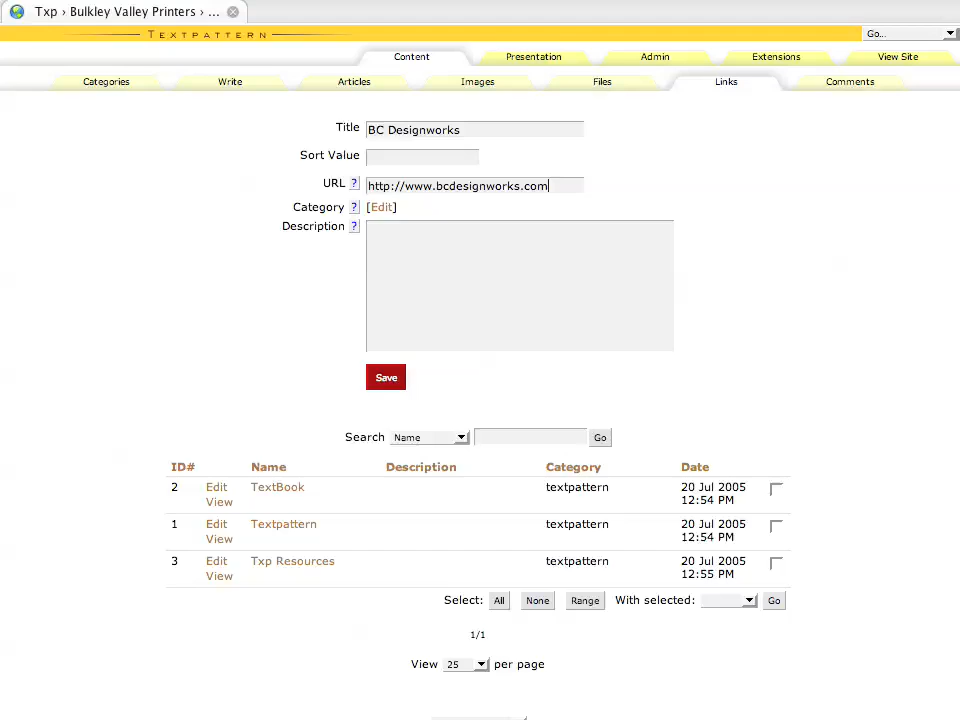 Txp › Bulkley Valley Printers › ...
TEXTPATTERN
Go...
Content Presentation Admin Extensions View Site
Categories Write Articles Images Files Links Comments
Title BC Designworks
Sort Value
URL ? http://www.bcdesignworks.com
Category ? [Edit]
Description ?
Save
Search Name Go
ID# Name Description Category Date
2 Edit TextBook textpattern 20 Jul 2005
View 12:54 PM
1 Edit Textpattern textpattern 20 Jul 2005
View 12:54 PM
3 Edit Txp Resources textpattern 20 Jul 2005
View 12:55 PM
Select: All None Range With selected: Go
1/1
View 25 per page